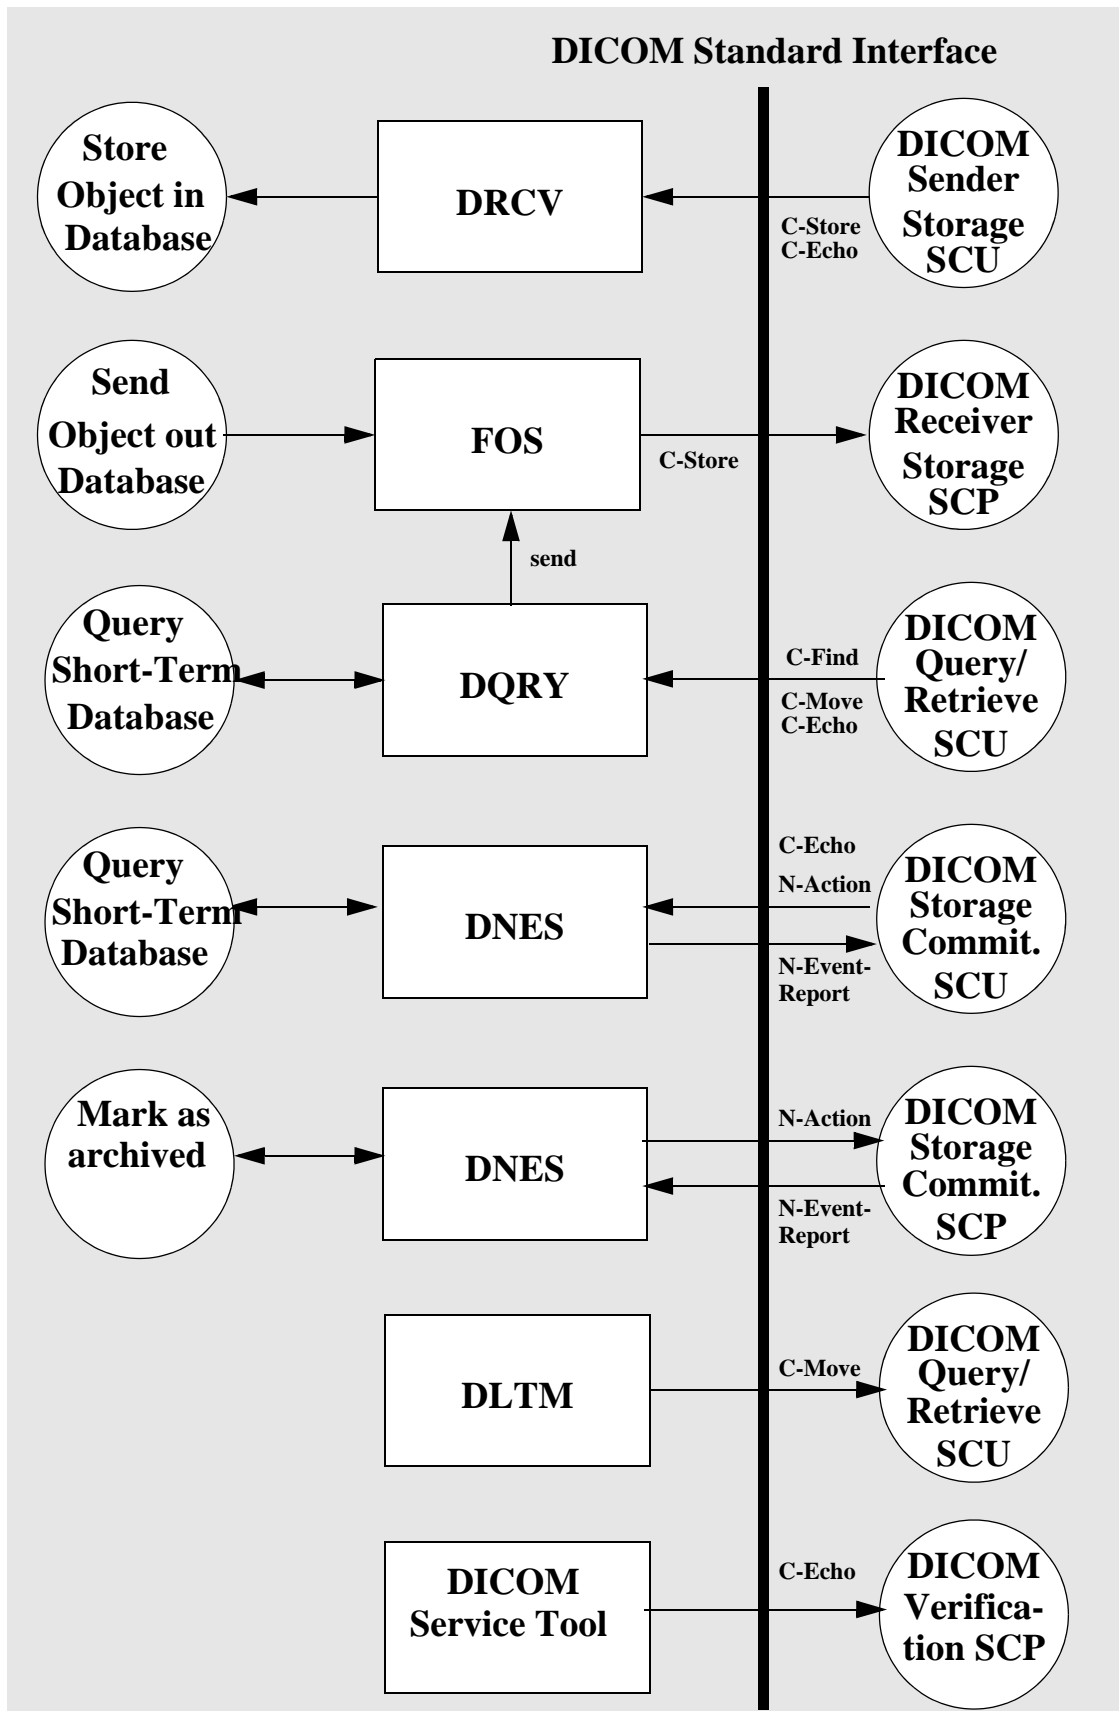 DICOM Standard Interface
Store
Object in
Database
DRCV
C-Store
C-Echo
DICOM
Sender
Storage
SCU
Send
Object out
Database
FOS
C-Store
DICOM
Receiver
Storage
SCP
send
Query
Short-Term
Database
DQRY
C-Find
C-Move
C-Echo
DICOM
Query/
Retrieve
SCU
Query
Short-Term
Database
DNES
C-Echo
N-Action
N-Event-
Report
DICOM
Storage
Commit.
SCU
Mark as
archived
DNES
N-Action
N-Event-
Report
DICOM
Storage
Commit.
SCP
DLTM
C-Move
DICOM
Query/
Retrieve
SCU
DICOM
Service Tool
C-Echo
DICOM
Verifica-
tion SCP